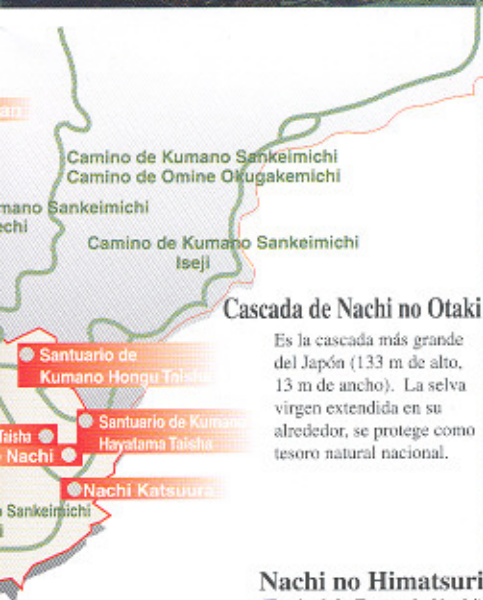 Camino de Kumano Sankeimichi
Camino de Omine Okugakemichi
mano Sankeimichi
echi
Camino de Kumano Sankeimichi
Iseji
Cascada de Nachi no Otaki
Es la cascada más grande
del Japón (133 m de alto,
13 m de ancho). La selva
virgen extendida en su
alrededor, se protege como
tesoro natural nacional.
Santuario de
Kumano Hongu Taisha
Santuario de Kumano
Hayatama Taisha
Taisha
Nachi
Nachi Katsuura
Sankeimichi
Nachi no Himatsuri